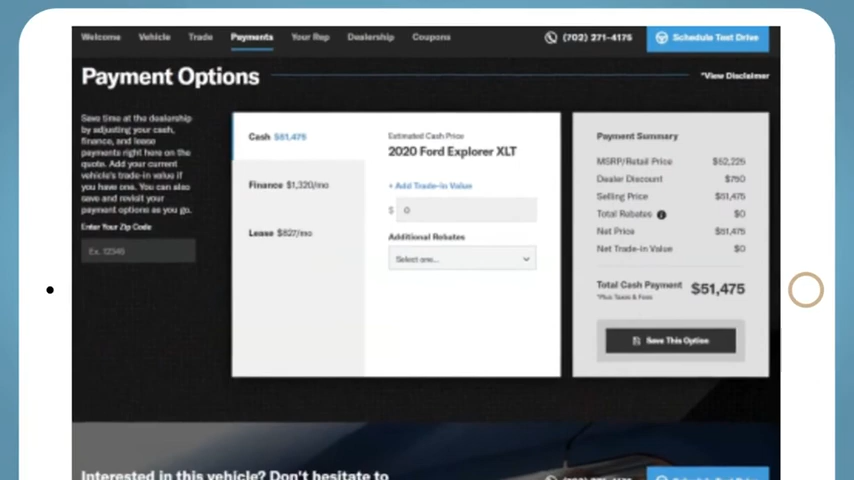 Welcome Vehicle Trade Payments Your Rep Dealership Coupons (702) 271-4175 Schedule Test Drive
Payment Options
*View Disclaimer
Save time at the dealership
by adjusting your cash,
finance, and lease
payments right here on the
quote. Add your current
vehicle's trade-in value if
you have one. You can also
save and revisit your
payment options as you go.
Enter Your Zip Code
Ex. 12345
Cash $51,475
Finance $1,320/mo
Lease $827/mo
Estimated Cash Price
2020 Ford Explorer XLT
+ Add Trade-in Value
$ 0
Additional Rebates
Select one...
Payment Summary
MSRP/Retail Price $52,225
Dealer Discount $750
Selling Price $51,475
Total Rebates $0
Net Price $51,475
Net Trade-in Value $0
Total Cash Payment $51,475
*Plus Taxes & Fees
Save This Option
Interested in this vehicle? Don't hesitate to
(702) 271-4175 Schedule Test Drive